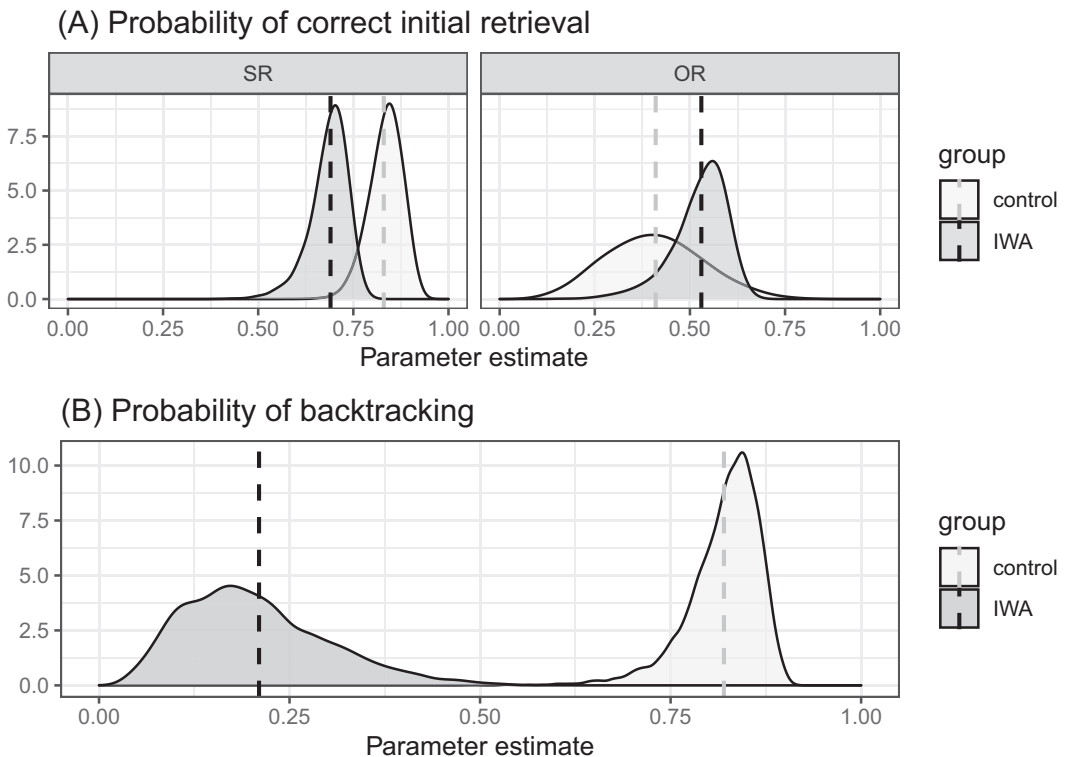 (A) Probability of correct initial retrieval
SR OR
7.5
5.0
2.5
0.0
0.00 0.25 0.50 0.75 1.00 0.00 0.25 0.50 0.75 1.00
Parameter estimate
group
control
IWA
(B) Probability of backtracking
10.0
7.5
5.0
2.5
0.0
0.00 0.25 0.50 0.75 1.00
Parameter estimate
group
control
IWA